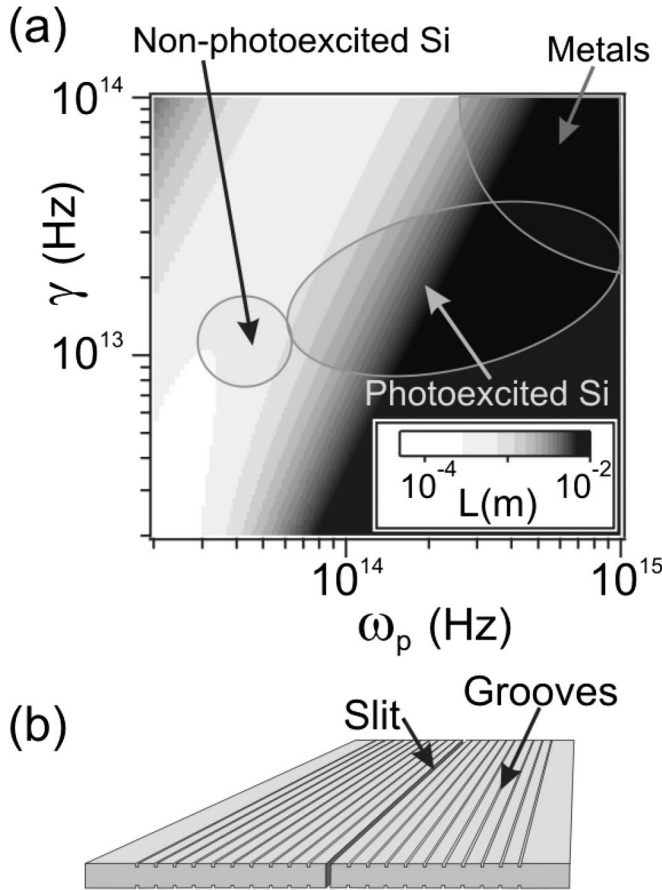 (a)
Non-photoexcited Si
Metals
10^14
γ (Hz)
10^13
Photoexcited Si
10^-4 10^-2
L(m)
10^14 10^15
ω_p (Hz)
(b)
Slit
Grooves